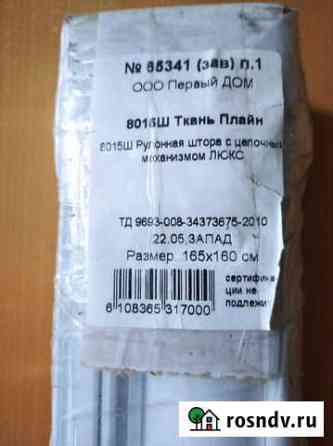 № 65341 (зав) п.1
ООО Первый ДОМ
8015Ш Ткань Плайн
8015Ш Рулонная штора с цепочным
механизмом ЛЮКС
ТД 9693-008-34373675-2010
22.05,ЗАПАД
Размер: 165х160 см
сертифика
ции не
подлежит
6 108365 317000
rosndv.ru